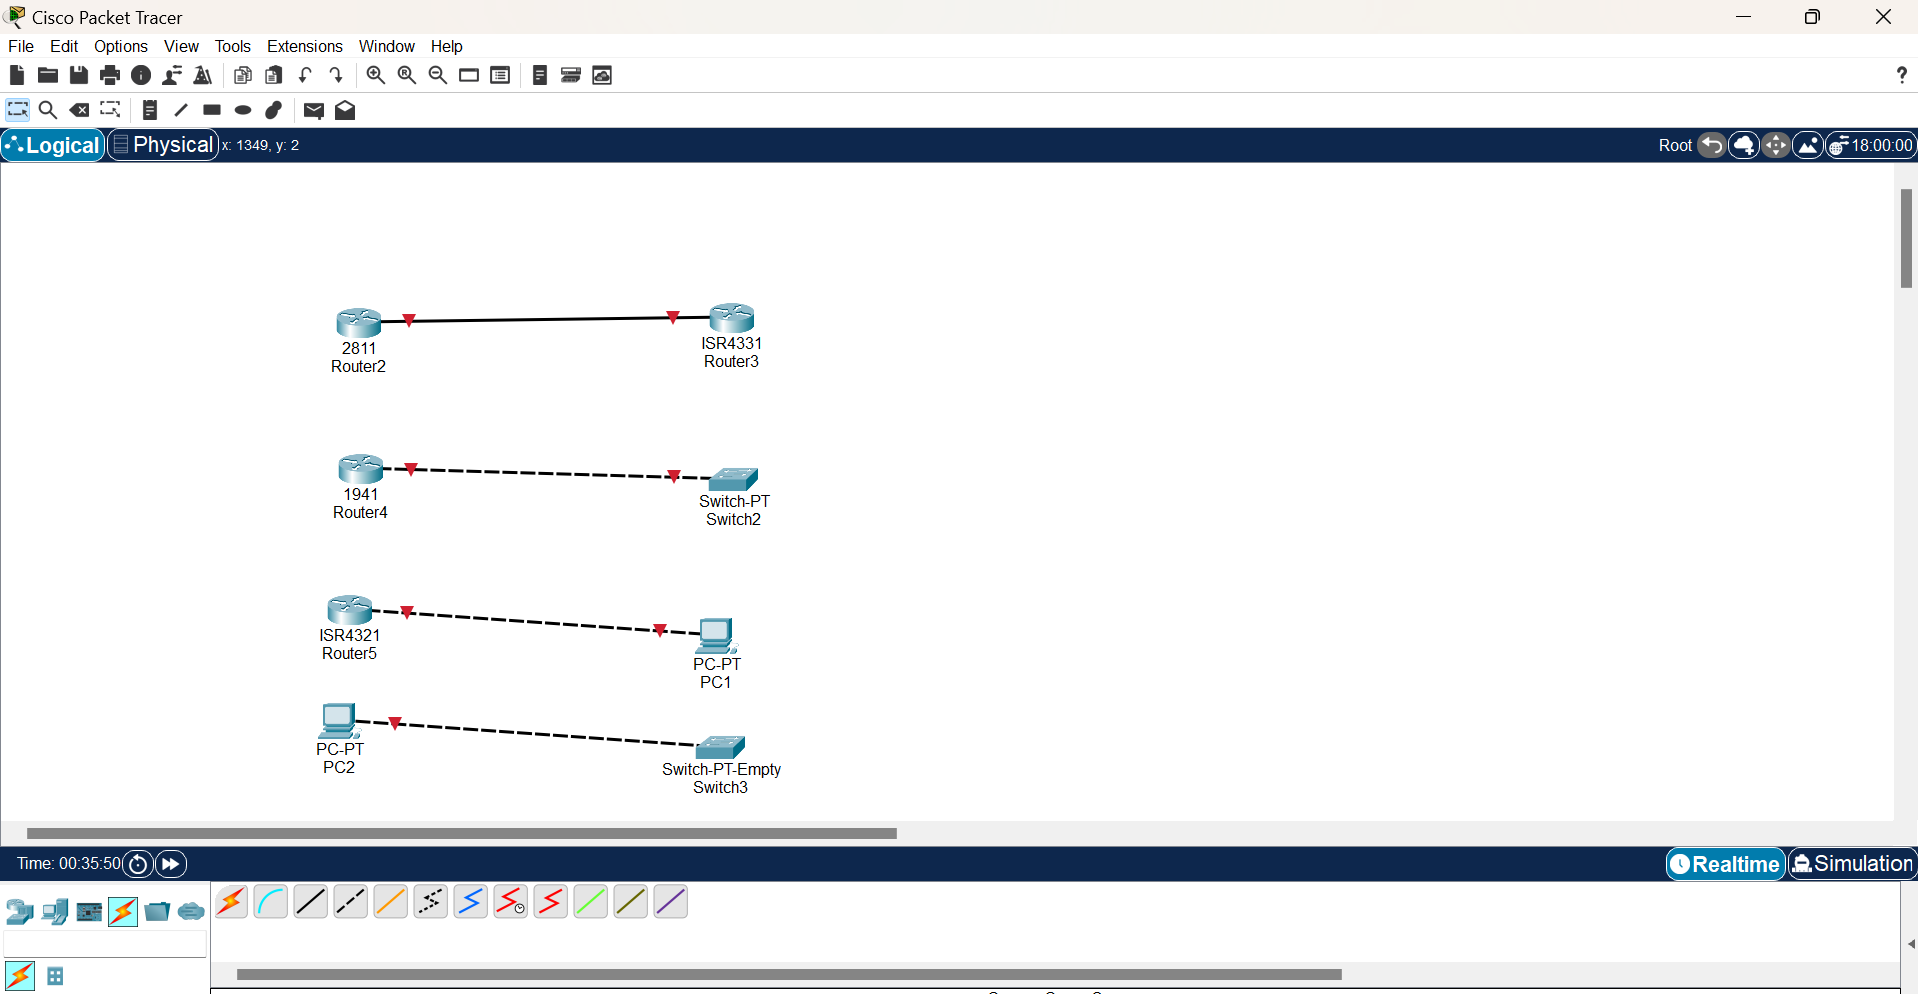 Cisco Packet Tracer
File Edit Options View Tools Extensions Window Help
?
Logical Physical x: 1349, y: 2 Root 18:00:00
2811
Router2
ISR4331
Router3
1941
Router4
Switch-PT
Switch2
ISR4321
Router5
PC-PT
PC1
PC-PT
PC2
Switch-PT-Empty
Switch3
Time: 00:35:50 Realtime Simulation